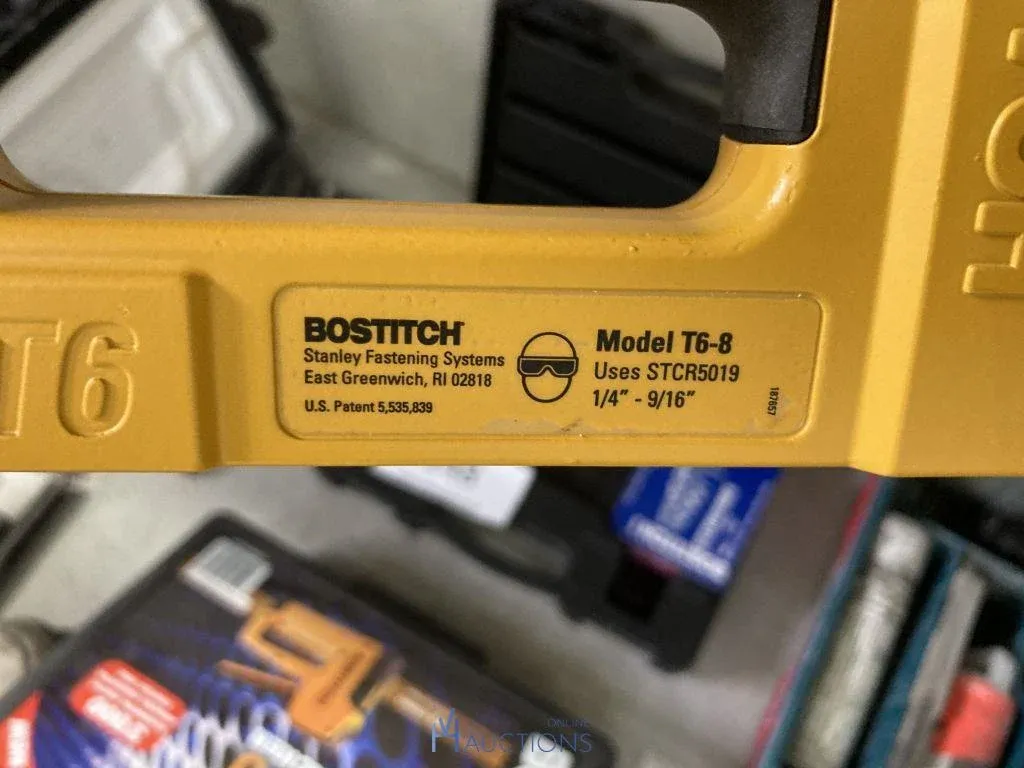 BOSTITCH
Stanley Fastening Systems
East Greenwich, RI 02818
U.S. Patent 5,535,839
Model T6-8
Uses STCR5019
1/4” - 9/16”
187657
T6
ONLINE
AUCTIONS